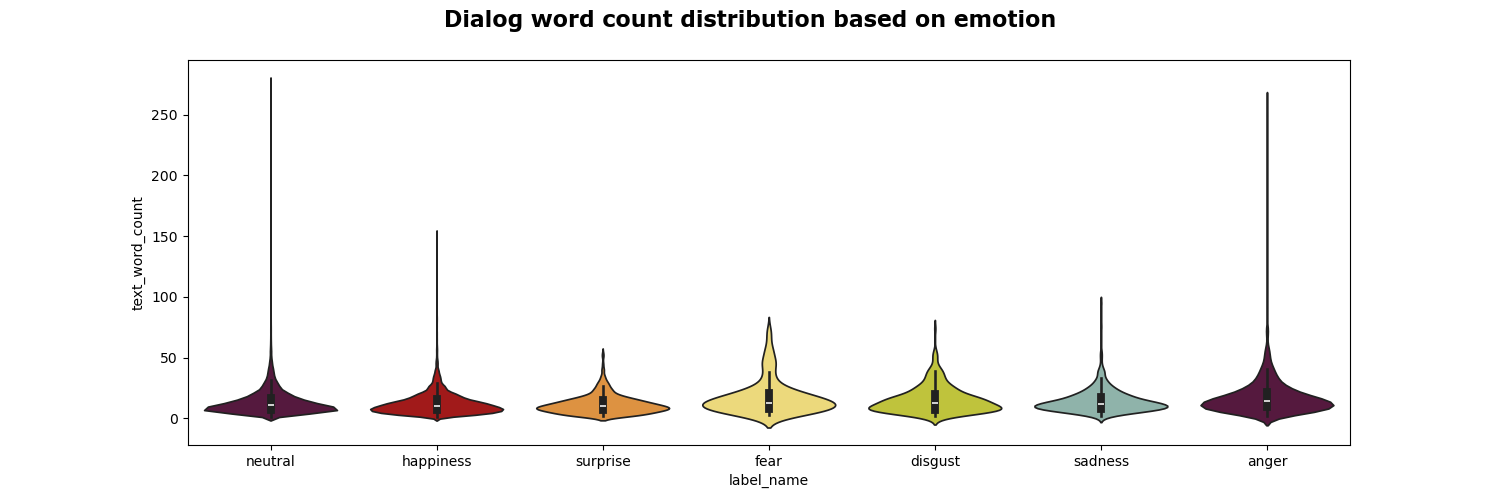 Dialog word count distribution based on emotion
250
200
150
100
50
0
text_word_count
neutral happiness surprise fear disgust sadness anger
label_name